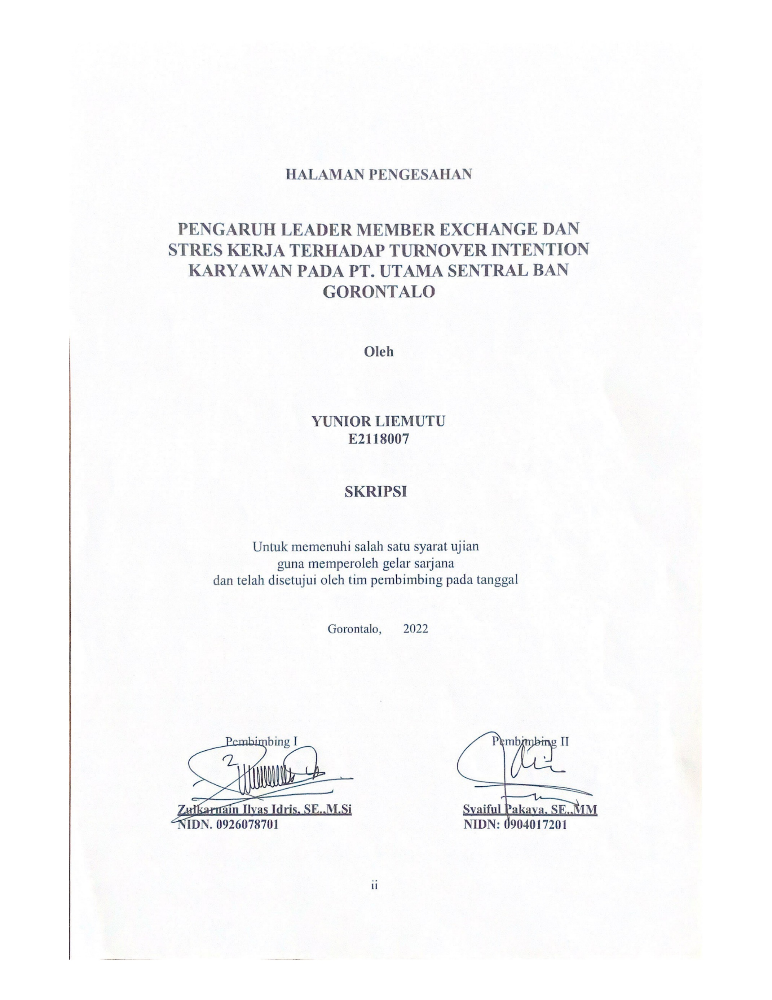 HALAMAN PENGESAHAN
PENGARUH LEADER MEMBER EXCHANGE DAN
STRES KERJA TERHADAP TURNOVER INTENTION
KARYAWAN PADA PT. UTAMA SENTRAL BAN
GORONTALO
Oleh
YUNIOR LIEMUTU
E2118007
SKRIPSI
Untuk memenuhi salah satu syarat ujian
guna memperoleh gelar sarjana
dan telah disetujui oleh tim pembimbing pada tanggal
Gorontalo, 2022
Pembimbing I
Zulkarnain Ilyas Idris, SE.,M.Si
NIDN. 0926078701
Pembimbing II
Syaiful Pakaya, SE.,MM
NIDN: 0904017201
ii